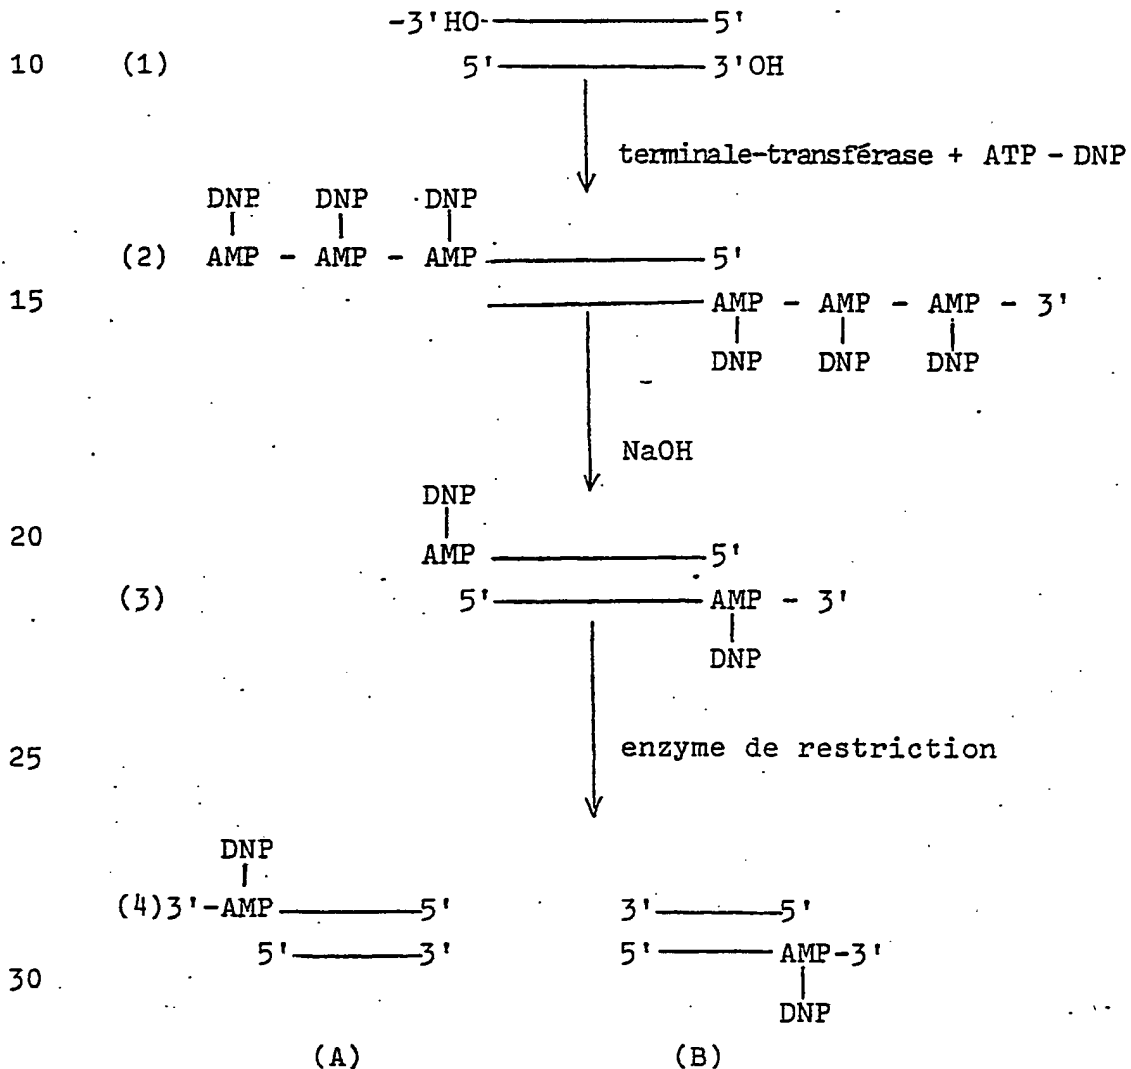 -3'HO- 5'
10 (1) 5' 3'OH
terminale-transférase + ATP - DNP
DNP DNP DNP
(2) AMP - AMP - AMP 5'
15 AMP - AMP - AMP - 3'
DNP DNP DNP
NaOH
DNP
20
AMP 5'
(3) 5' AMP - 3'
DNP
25 enzyme de restriction
DNP
(4) 3'-AMP 5' 3' 5'
5' 3' 5' AMP-3'
30
DNP
(A) (B)